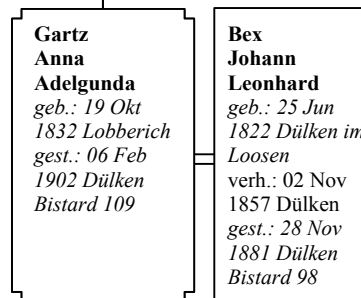 Gartz
Anna
Adelgunda
geb.: 19 Okt
1832 Lobberich
gest.: 06 Feb
1902 Dülken
Bistard 109
Bex
Johann
Leonhard
geb.: 25 Jun
1822 Dülken im
Loosen
verh.: 02 Nov
1857 Dülken
gest.: 28 Nov
1881 Dülken
Bistard 98